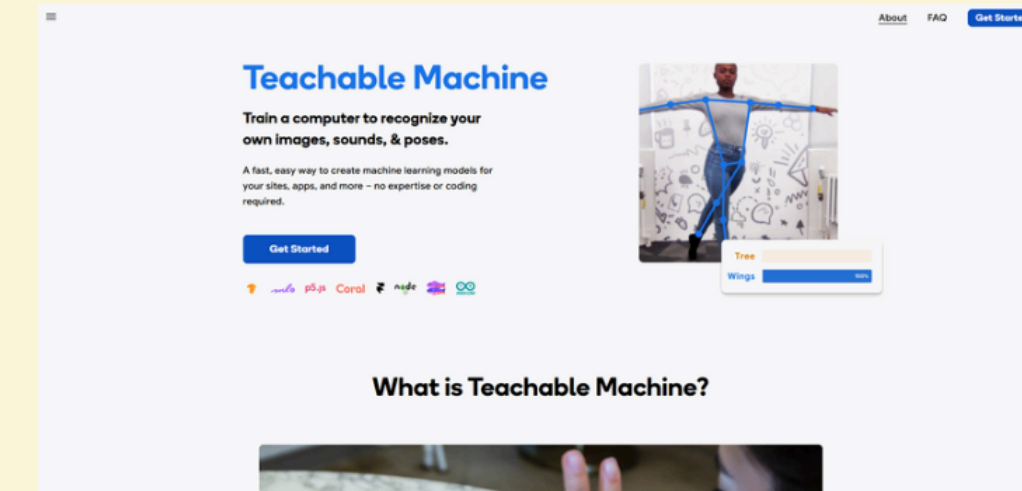 About FAQ Get Starte
Teachable Machine
Train a computer to recognize your
own images, sounds, & poses.
A fast, easy way to create machine learning models for
your sites, apps, and more – no expertise or coding
required.
Get Started
p5.js Coral node
Tree
Wings 100%
What is Teachable Machine?